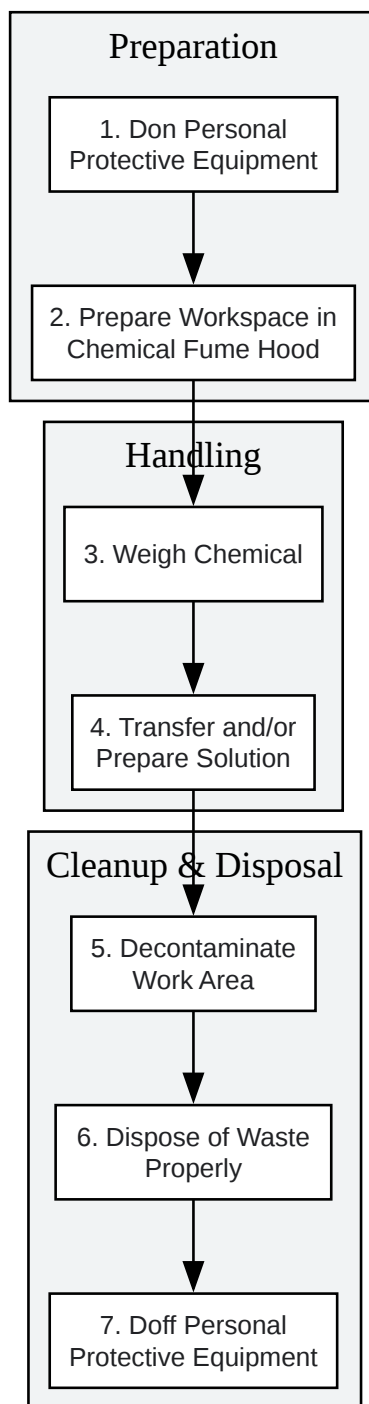 Preparation
1. Don Personal
Protective Equipment
2. Prepare Workspace in
Chemical Fume Hood
Handling
3. Weigh Chemical
4. Transfer and/or
Prepare Solution
Cleanup & Disposal
5. Decontaminate
Work Area
6. Dispose of Waste
Properly
7. Doff Personal
Protective Equipment